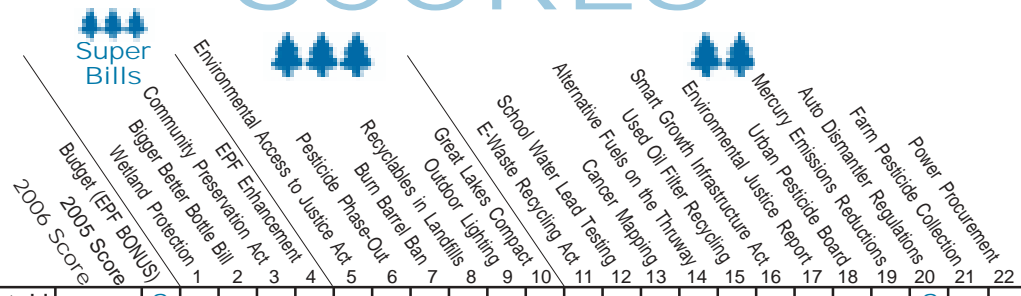 SCORES
Super
Bills
2006 Score
2005 Score
Budget (EPF BONUS)
Wetland Protection
Bigger Better Bottle Bill
Community Preservation Act
EPF Enhancement
Environmental Access to Justice Act
Pesticide Phase-Out
Burn Barrel Ban
Recyclables in Landfills
Outdoor Lighting
Great Lakes Compact
E-Waste Recycling Act
School Water Lead Testing
Cancer Mapping
Alternative Fuels on the Thruway
Used Oil Filter Recycling
Smart Growth Infrastructure Act
Environmental Justice Report
Urban Pesticide Board
Mercury Emissions Reductions
Auto Dismantler Regulations
Farm Pesticide Collection
Power Procurement
1 2 3 4 5 6 7 8 9 10 11 12 13 14 15 16 17 18 19 20 21 22